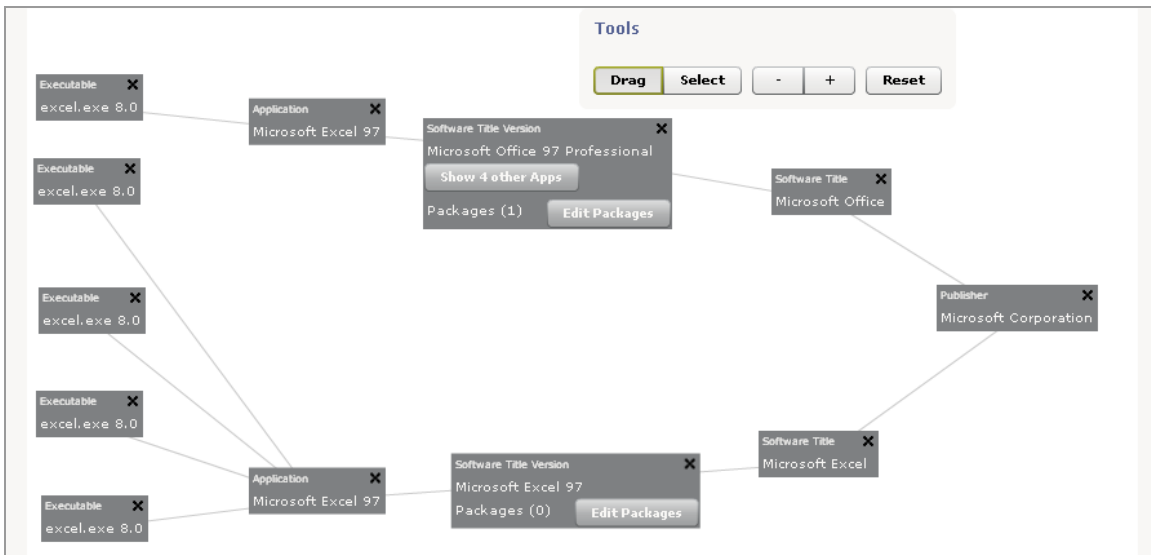 Tools
Drag Select - + Reset
Executable
excel.exe 8.0
Application
Microsoft Excel 97
Software Title Version
Microsoft Office 97 Professional
Show 4 other Apps
Packages (1) Edit Packages
Executable
excel.exe 8.0
Software Title
Microsoft Office
Executable
excel.exe 8.0
Publisher
Microsoft Corporation
Executable
excel.exe 8.0
Software Title
Microsoft Excel
Application
Microsoft Excel 97
Software Title Version
Microsoft Excel 97
Packages (0) Edit Packages
Executable
excel.exe 8.0